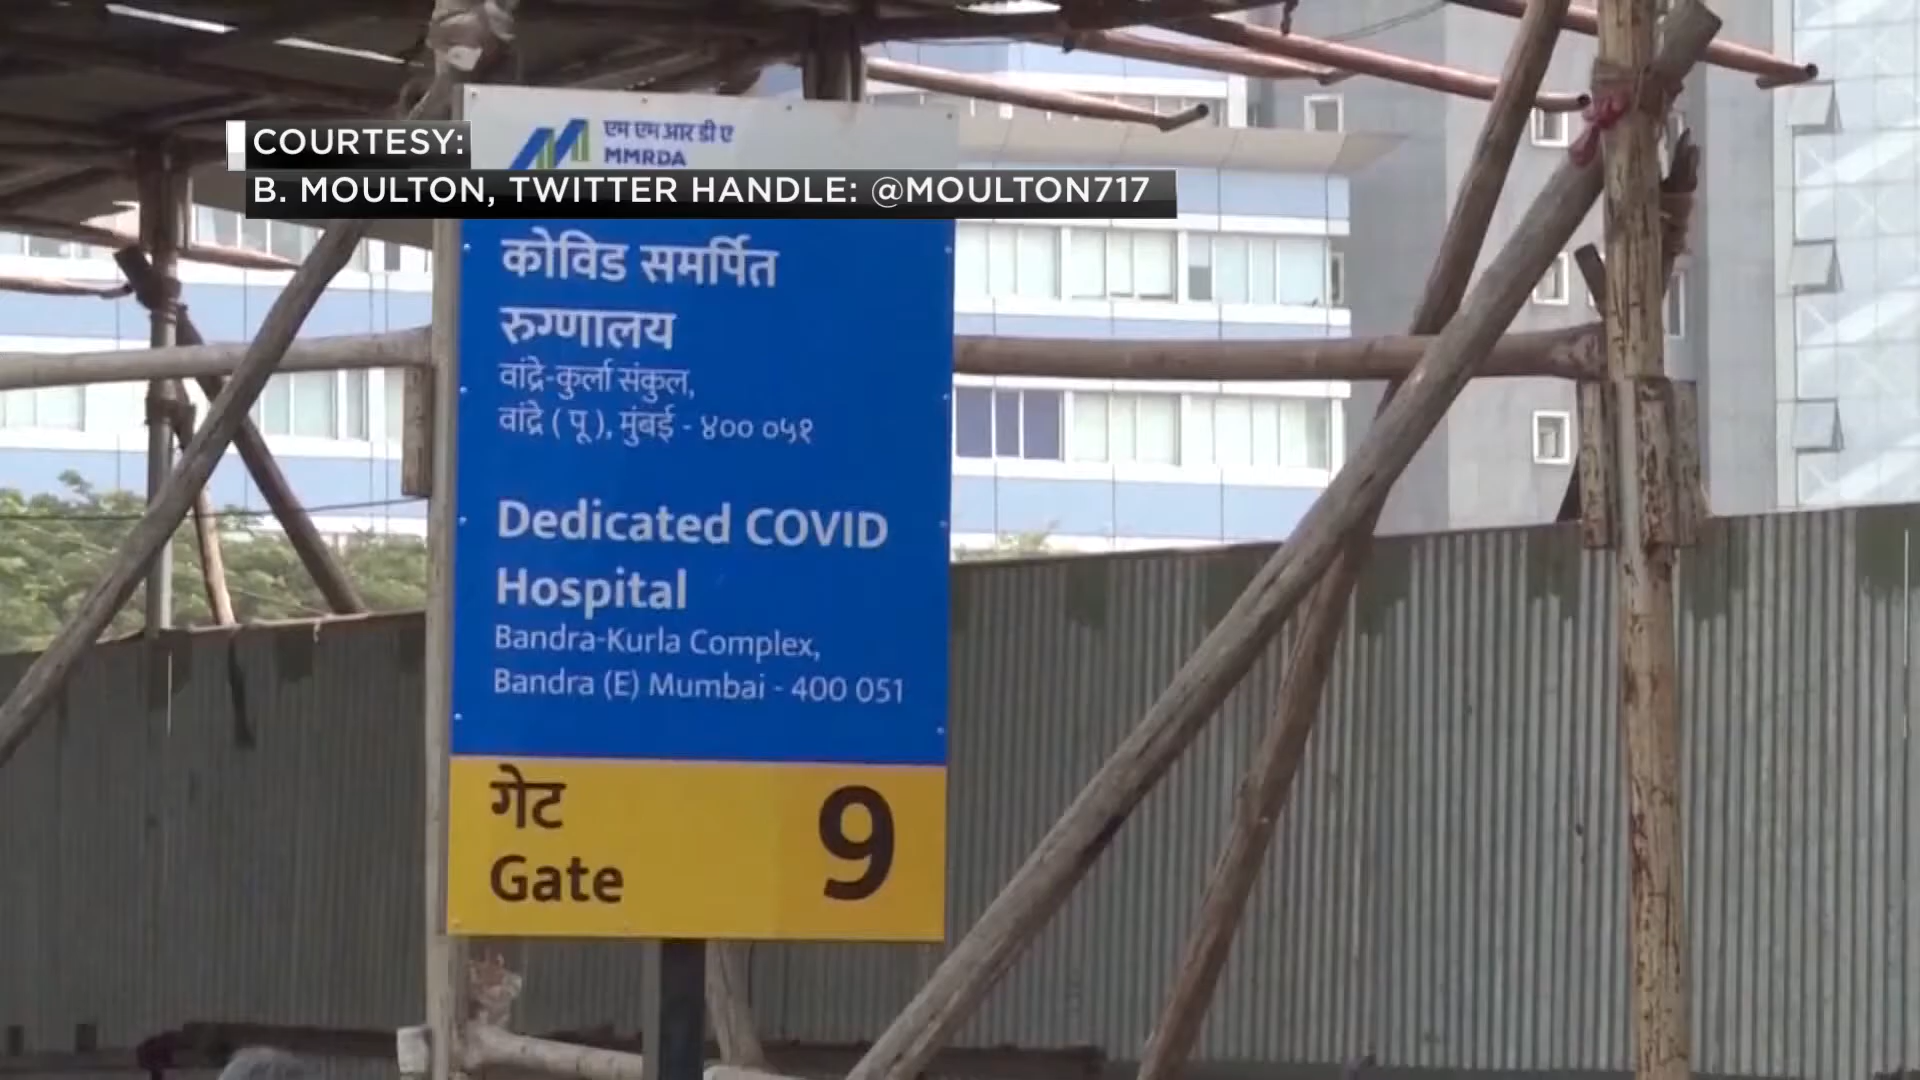 एम एम आर डी ए
MMRDA
COURTESY:
B. MOULTON, TWITTER HANDLE: @MOULTON717
कोविड समर्पित
रुग्णालय
वांद्रे-कुर्ला संकुल,
वांद्रे ( पू ), मुंबई - ४०० ०५१
Dedicated COVID
Hospital
Bandra-Kurla Complex,
Bandra (E) Mumbai - 400 051
गेट
Gate
9